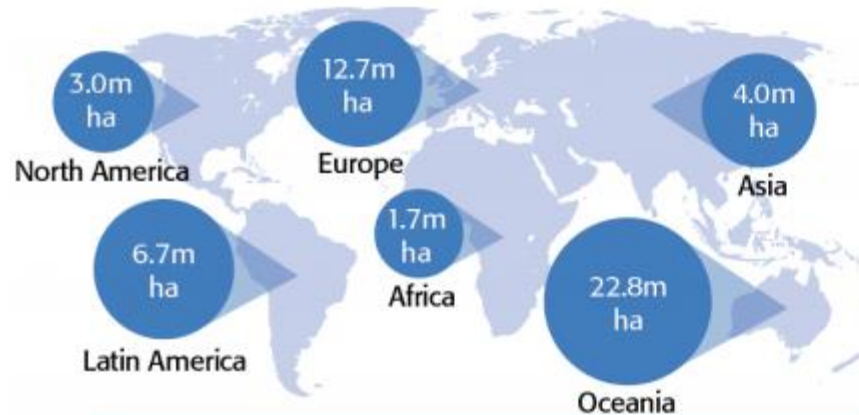 3.0m
ha
North America
12.7m
ha
Europe
4.0m
ha
Asia
6.7m
ha
Latin America
1.7m
ha
Africa
22.8m
ha
Oceania